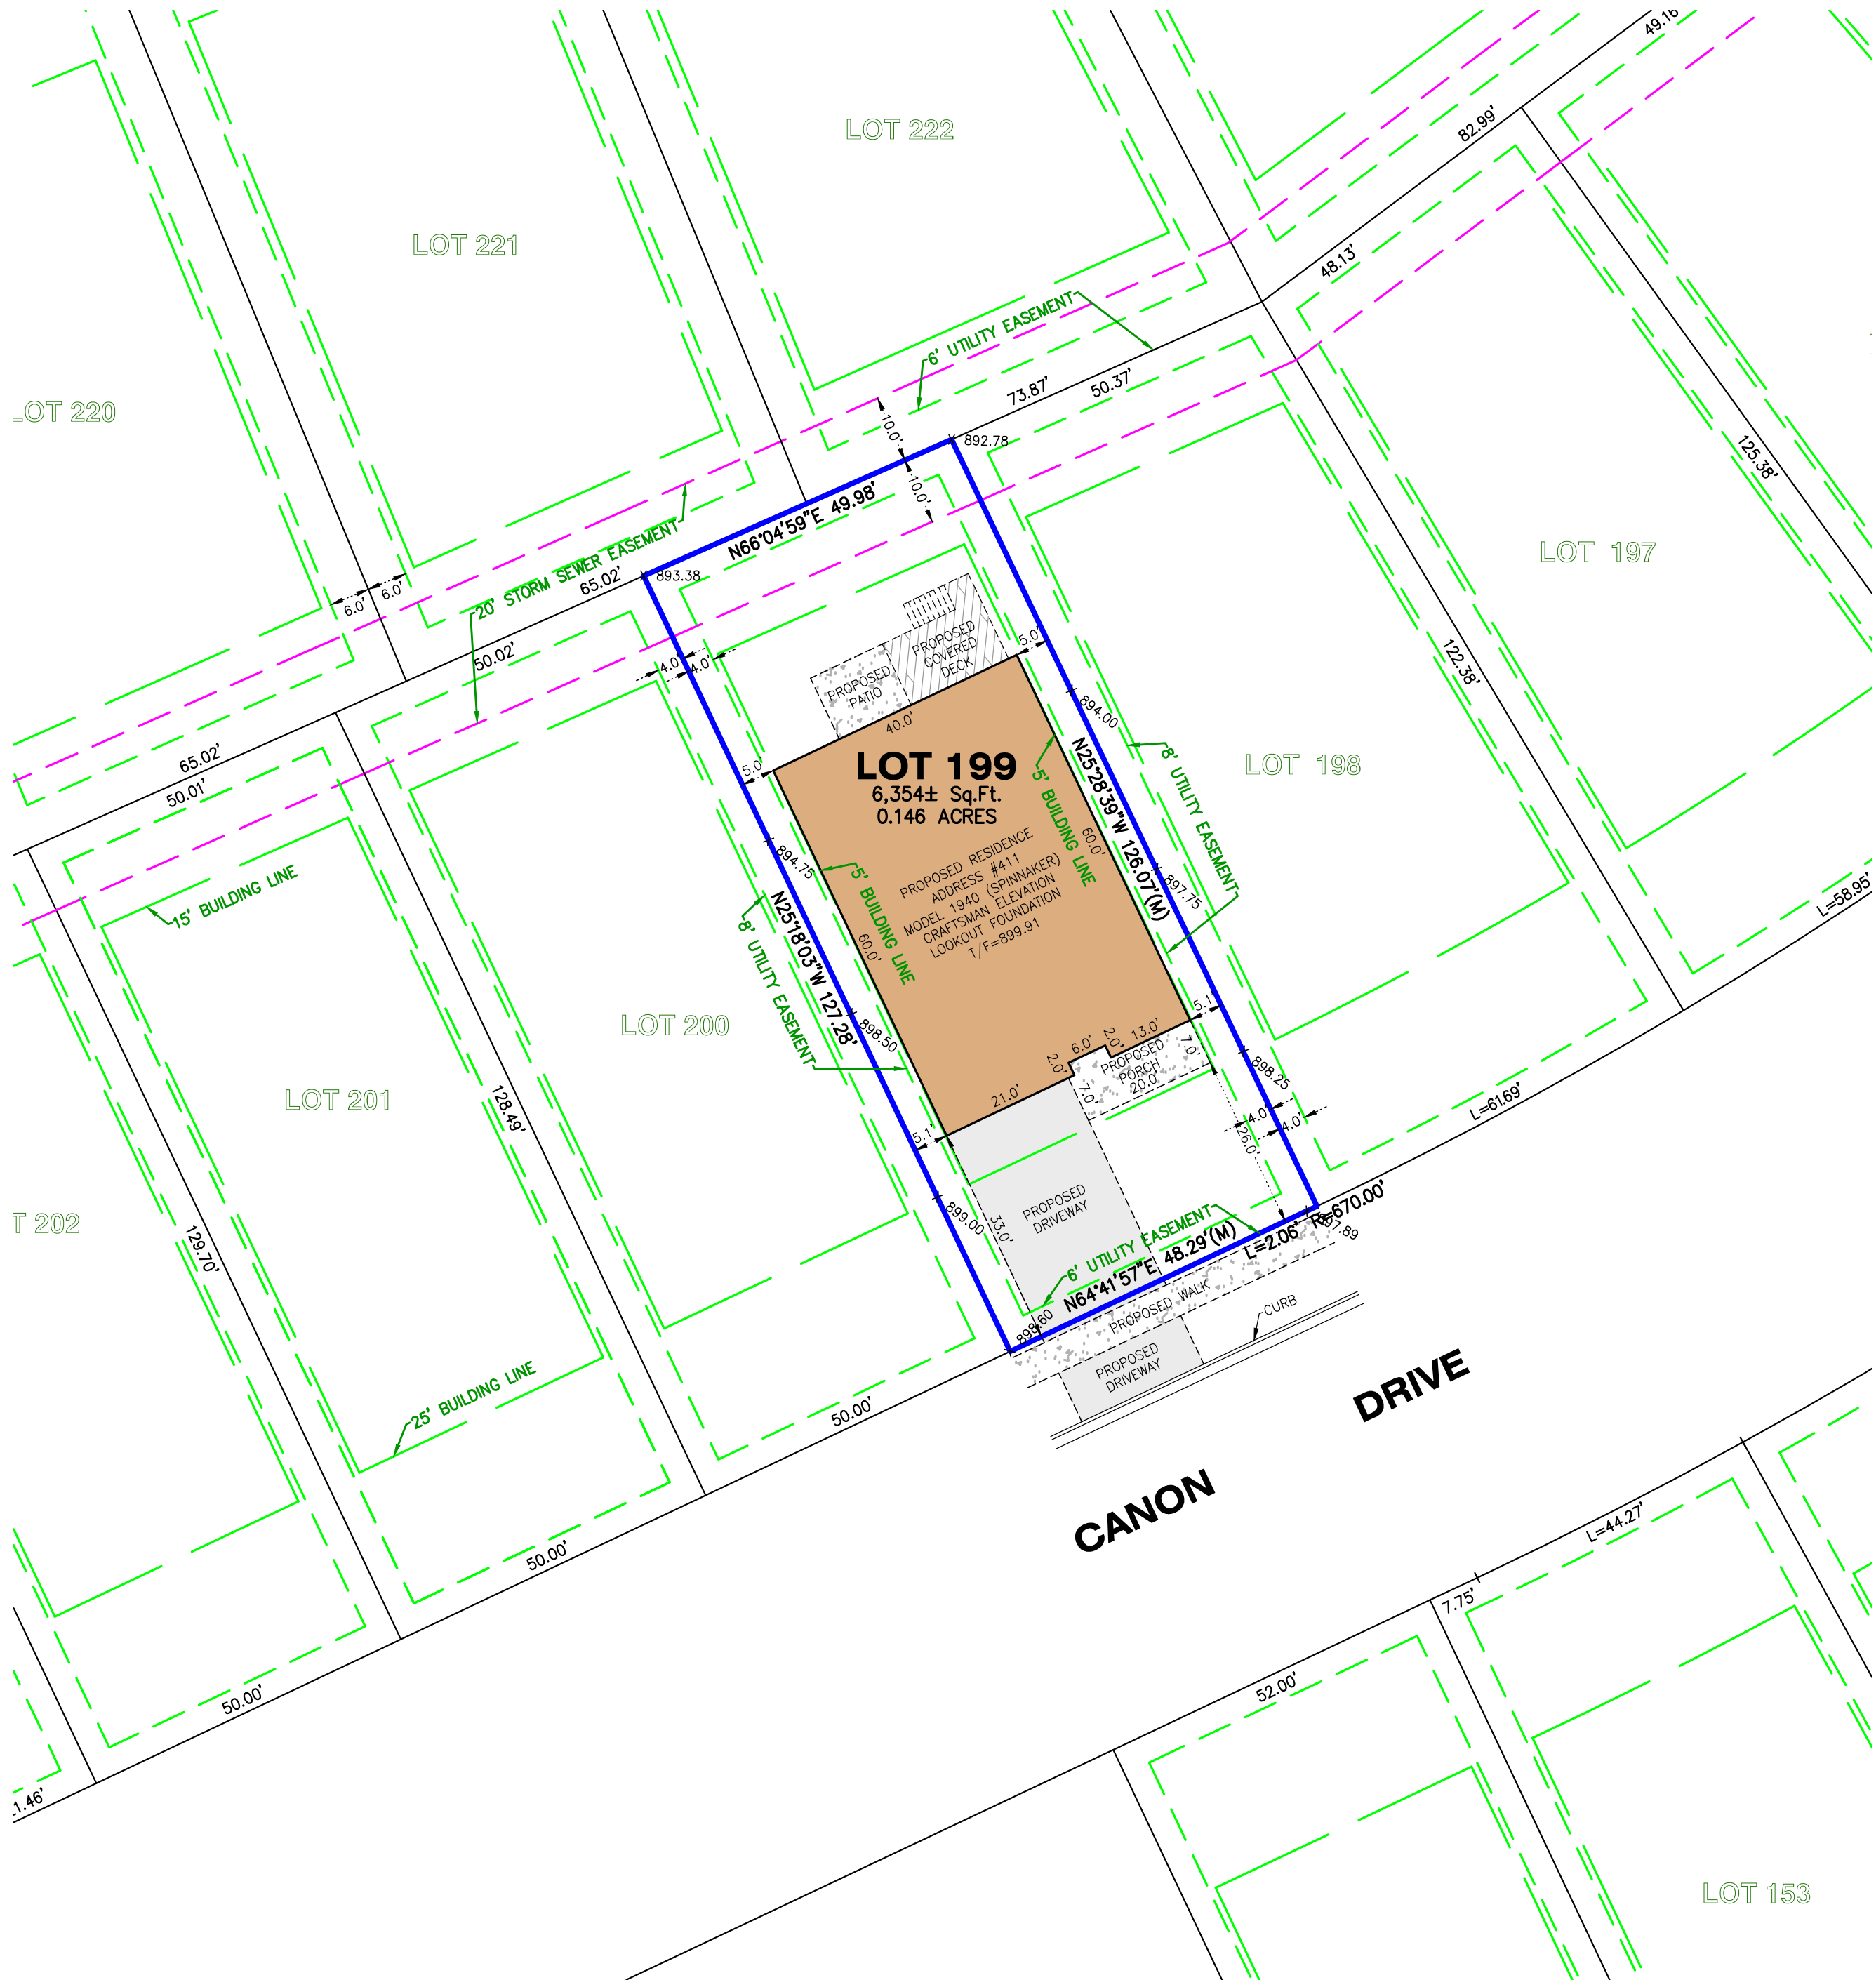 49.16'
82.99'
LOT 222
LOT 221
48.13'
6' UTILITY EASEMENT
73.87'
50.37'
LOT 220
10.0'
892.78
125.38'
10.0'
N66°04'59"E 49.98'
20' STORM SEWER EASEMENT
65.02'
893.38
6.0'
6.0'
LOT 197
50.02'
4.0'
4.0'
PROPOSED
COVERED
DECK
5.0'
PROPOSED
PATIO
122.38'
40.0'
894.00
65.02'
50.01'
5.0'
LOT 199
6,354± Sq.Ft.
0.146 ACRES
N25°28'39"W 126.07'(M)
5' BUILDING LINE
8' UTILITY EASEMENT
LOT 198
60.0'
PROPOSED RESIDENCE
ADDRESS #411
MODEL 1940 (SPINNAKER)
CRAFTSMAN ELEVATION
LOOKOUT FOUNDATION
T/F=899.91
894.75
5' BUILDING LINE
60.0'
897.75
15' BUILDING LINE
8' UTILITY EASEMENT
N25°18'03"W 127.28'
L=58.95'
LOT 200
898.50
5.1'
LOT 201
128.49'
6.0'
2.0'
13.0'
2.0'
7.0'
PROPOSED
PORCH
20.0'
7.0'
21.0'
898.25
L=61.69'
5.1'
4.0'
4.0'
26.0'
899.00
33.0'
PROPOSED
DRIVEWAY
T 202
129.70'
6' UTILITY EASEMENT
N64°41'57"E 48.29'(M)
L=2.06'
R=670.00'
897.89
898.60
PROPOSED WALK
CURB
PROPOSED
DRIVEWAY
25' BUILDING LINE
50.00'
CANON DRIVE
50.00'
L=44.27'
7.75'
50.00'
52.00'
1.46'
LOT 153